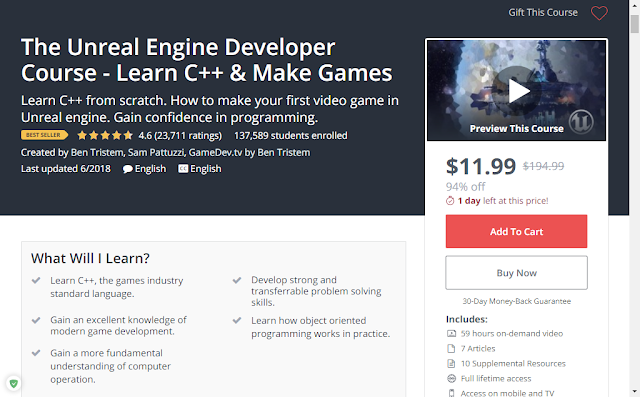 Gift This Course
The Unreal Engine Developer
Course - Learn C++ & Make Games
Learn C++ from scratch. How to make your first video game in
Unreal engine. Gain confidence in programming.
BEST SELLER 4.6 (23,711 ratings) 137,589 students enrolled
Created by Ben Tristem, Sam Pattuzzi, GameDev.tv by Ben Tristem
Last updated 6/2018 English English
Preview This Course
$11.99 $194.99
94% off
1 day left at this price!
Add To Cart
Buy Now
30-Day Money-Back Guarantee
Includes:
59 hours on-demand video
7 Articles
10 Supplemental Resources
Full lifetime access
Access on mobile and TV
What Will I Learn?
Learn C++, the games industry
standard language.
Gain an excellent knowledge of
modern game development.
Gain a more fundamental
understanding of computer
operation.
Develop strong and
transferrable problem solving
skills.
Learn how object oriented
programming works in practice.